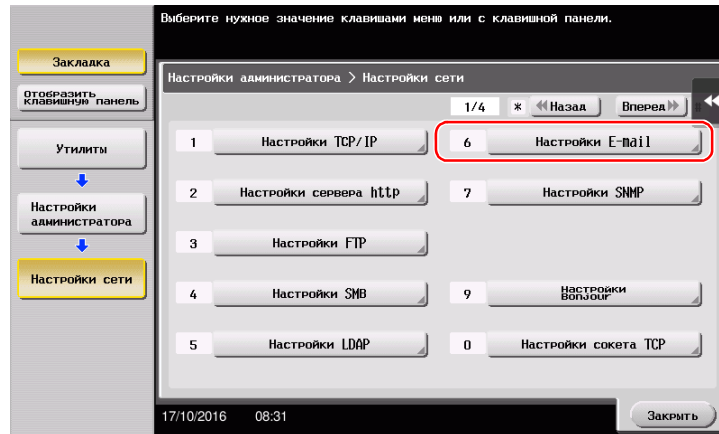 Выберите нужное значение клавишами меню или с клавишной панели.
Закладка
Отобразить
клавишную панель
Утилиты
Настройки
администратора
Настройки сети
Настройки администратора > Настройки сети
1/4 * Назад Вперед
1 Настройки TCP/IP
6 Настройки E-mail
2 Настройки сервера http
7 Настройки SNMP
3 Настройки FTP
4 Настройки SMB
9 Настройки
Bonjour
5 Настройки LDAP
0 Настройки сокета TCP
17/10/2016 08:31
Закрыть